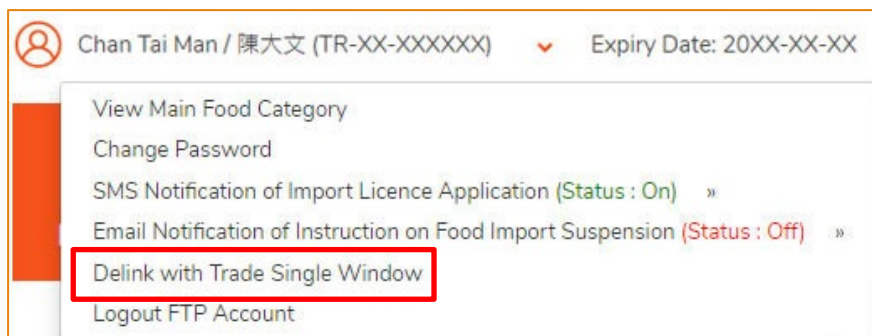 Chan Tai Man / 陳大文 (TR-XX-XXXXXX) Expiry Date: 20XX-XX-XX
View Main Food Category
Change Password
SMS Notification of Import Licence Application (Status : On) »
Email Notification of Instruction on Food Import Suspension (Status : Off) »
Delink with Trade Single Window
Logout FTP Account